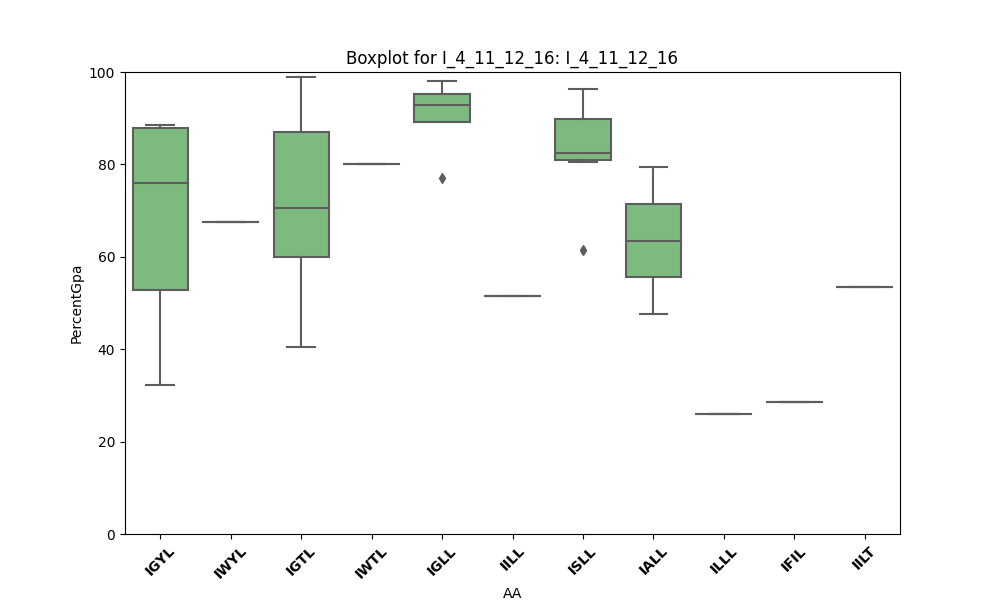 Boxplot for I_4_11_12_16: I_4_11_12_16
PercentGpa
100
80
60
40
20
0
IGYL
IWYL
IGTL
IWTL
IGLL
IILL
ISLL
IALL
ILLL
IFIL
IILT
AA